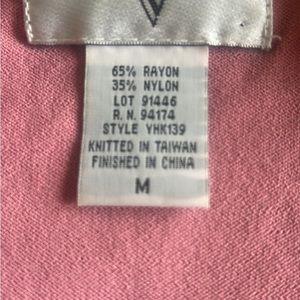 V
65% RAYON
35% NYLON
LOT 91446
R. N. 94174
STYLE YHK139
KNITTED IN TAIWAN
FINISHED IN CHINA
M